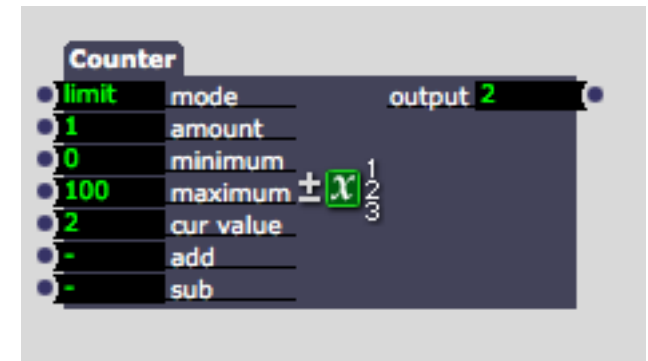 Counter
limit mode output 2
1 amount
0 minimum
100 maximum ± x 1 2 3
2 cur value
- add
- sub